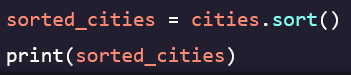 sorted_cities = cities.sort()
print(sorted_cities)